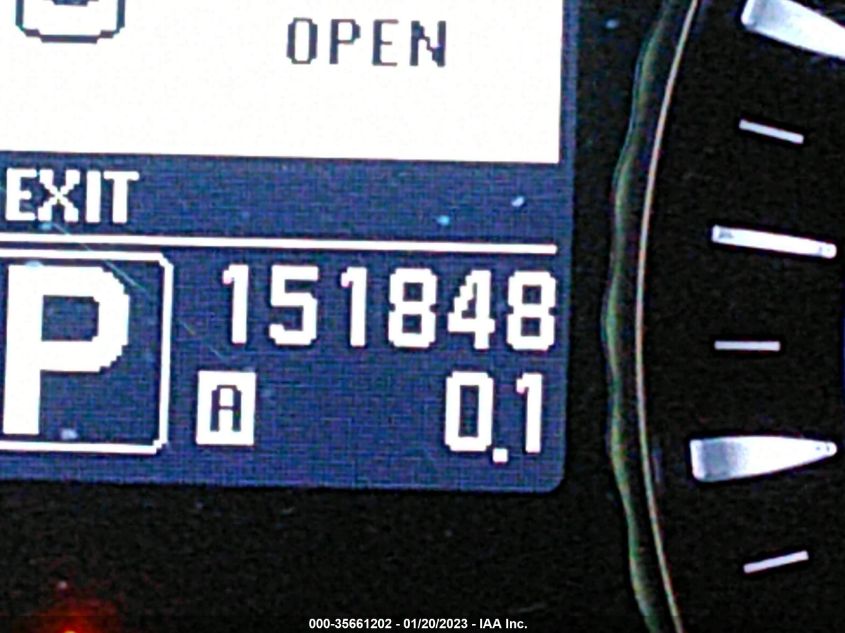 OPEN
EXIT
P 151848
A 0.1
000-35661202 - 01/20/2023 - IAA Inc.